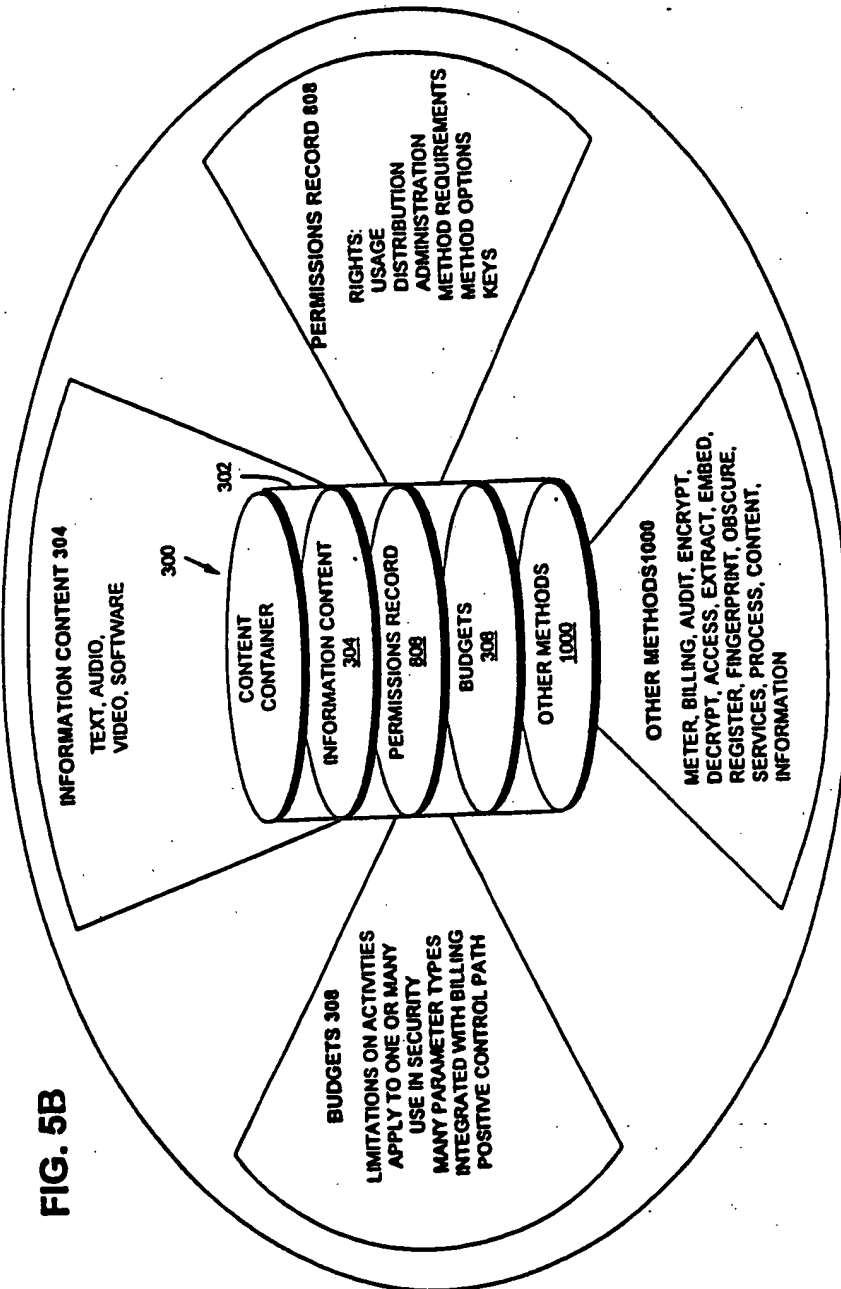 FIG. 5B
INFORMATION CONTENT 304
TEXT, AUDIO,
VIDEO, SOFTWARE
300
302
CONTENT
CONTAINER
INFORMATION CONTENT
304
PERMISSIONS RECORD
808
BUDGETS
308
OTHER METHODS
1000
BUDGETS 308
LIMITATIONS ON ACTIVITIES
APPLY TO ONE OR MANY
USE IN SECURITY
MANY PARAMETER TYPES
INTEGRATED WITH BILLING
POSITIVE CONTROL PATH
PERMISSIONS RECORD 808
RIGHTS:
USAGE
DISTRIBUTION
ADMINISTRATION
METHOD REQUIREMENTS
METHOD OPTIONS
KEYS
OTHER METHODS1000
METER, BILLING, AUDIT, ENCRYPT,
DECRYPT, ACCESS, EXTRACT, EMBED,
REGISTER, FINGERPRINT, OBSCURE,
SERVICES, PROCESS, CONTENT,
INFORMATION